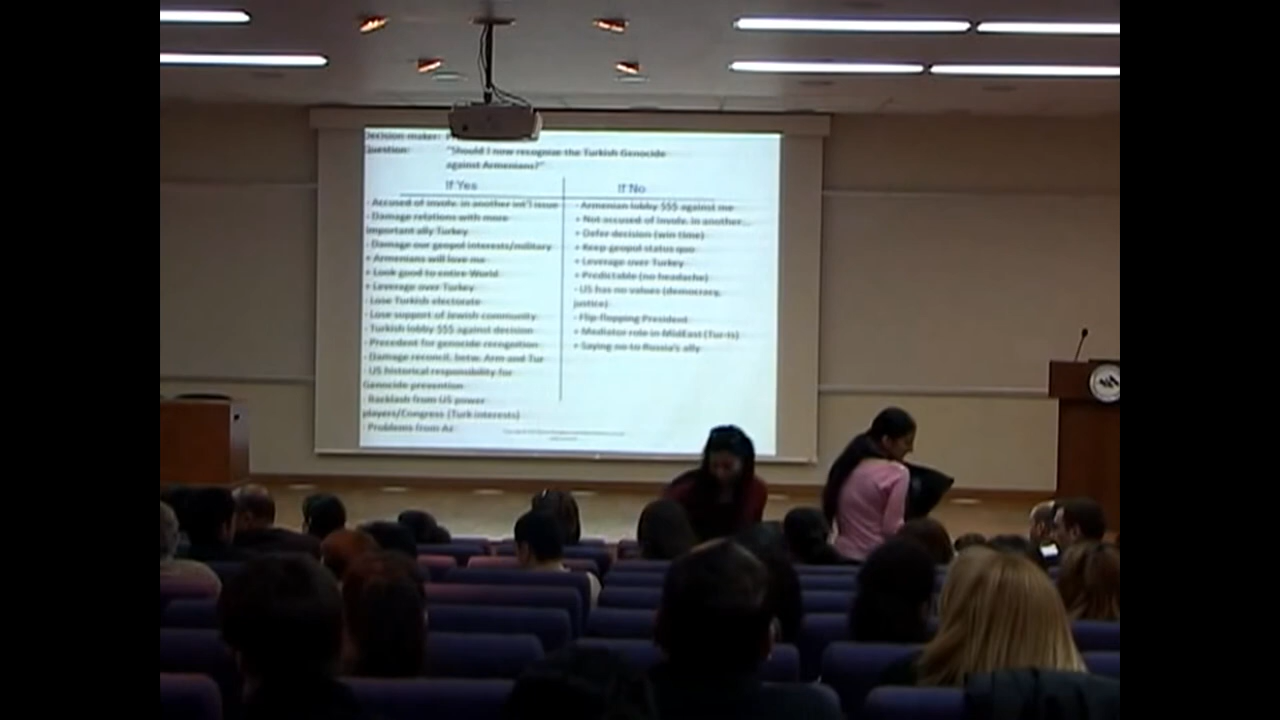 Decision maker:
Question: "Should I now recognize the Turkish Genocide
against Armenians?"
If Yes
- Accused of involv. in another int'l issue
- Damage relations with more
important ally Turkey
- Damage our geopol interests/military
+ Armenians will love me
+ Look good to entire World
+ Leverage over Turkey
- Lose Turkish electorate
- Lose support of Jewish community
- Turkish lobby $$$ against decision
- Precedent for genocide recognition
- Damage reconcil. betw. Arm and Tur
- US historical responsibility for
Genocide prevention
- Backlash from US power
players/Congress (Turk interests)
- Problems from Az
If No
- Armenian lobby $$$ against me
+ Not accused of involv. in another...
+ Defer decision (win time)
+ Keep geopol status quo
+ Leverage over Turkey
+ Predictable (no headache)
- US has no values (democracy,
justice)
- Flip-flopping President
+ Mediator role in MidEast (Tur-Is)
+ Saying no to Russia's ally